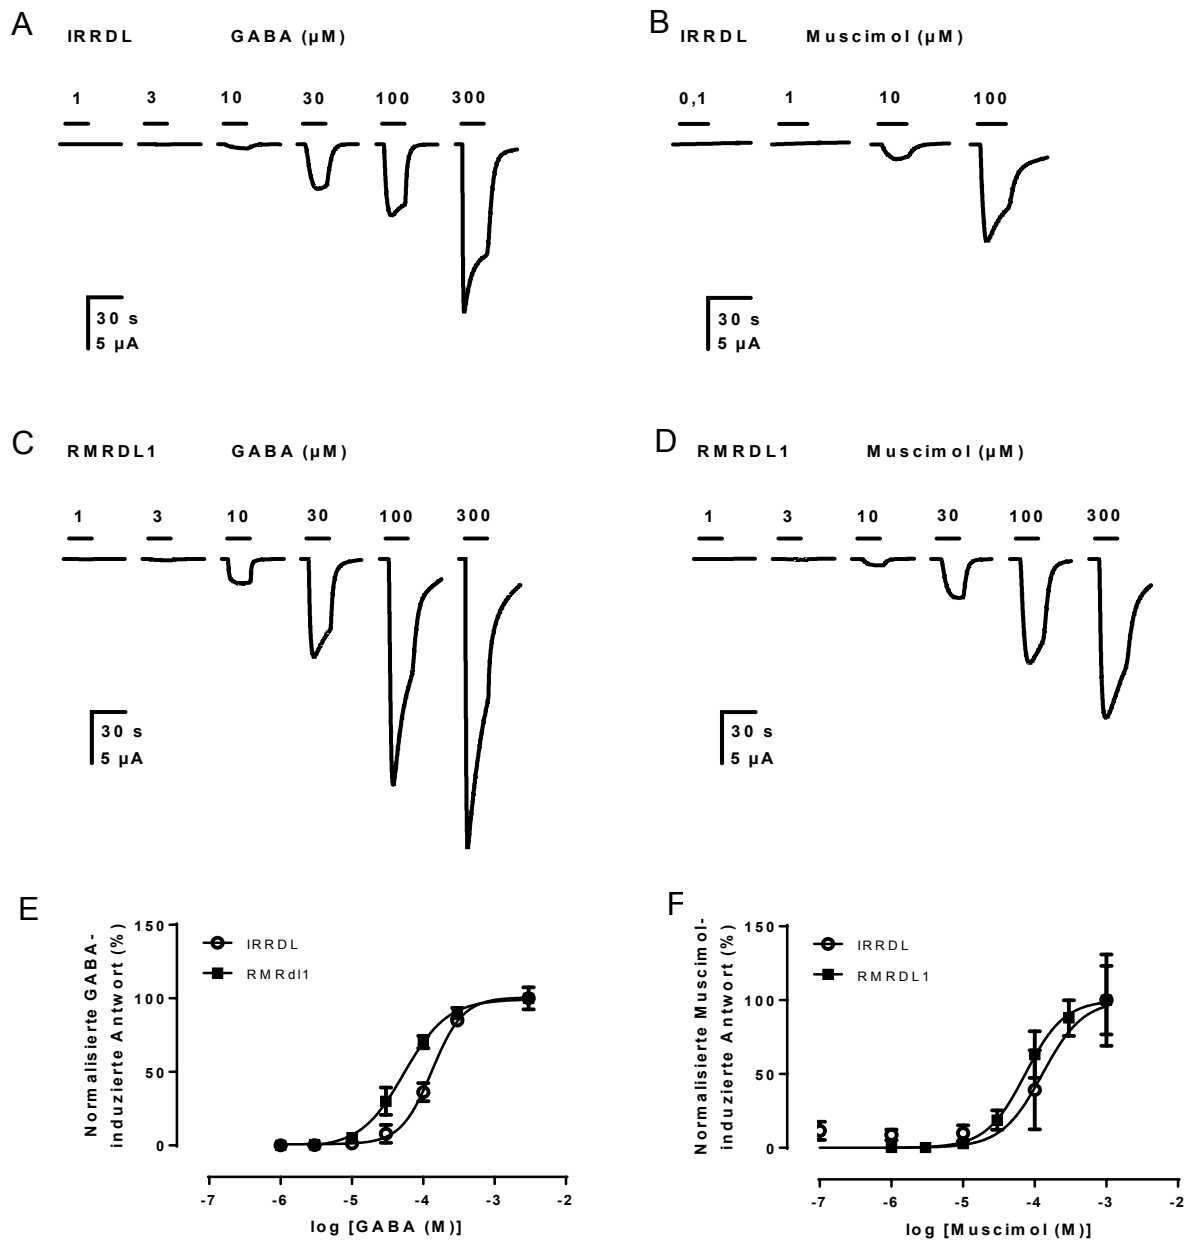 A
IRRDL GABA (µM)
1 3 10 30 100 300
30 s
5 µA
B
IRRDL Muscimol (µM)
0,1 1 10 100
30 s
5 µA
C
RMRDL1 GABA (µM)
1 3 10 30 100 300
30 s
5 µA
D
RMRDL1 Muscimol (µM)
1 3 10 30 100 300
30 s
5 µA
E
Normalisierte GABA-
induzierte Antwort (%)
150
100
50
0
IRRDL
RMRdl1
-7 -6 -5 -4 -3 -2
log [GABA (M)]
F
Normalisierte Muscimol-
induzierte Antwort (%)
150
100
50
0
IRRDL
RMRDL1
-7 -6 -5 -4 -3 -2
log [Muscimol (M)]